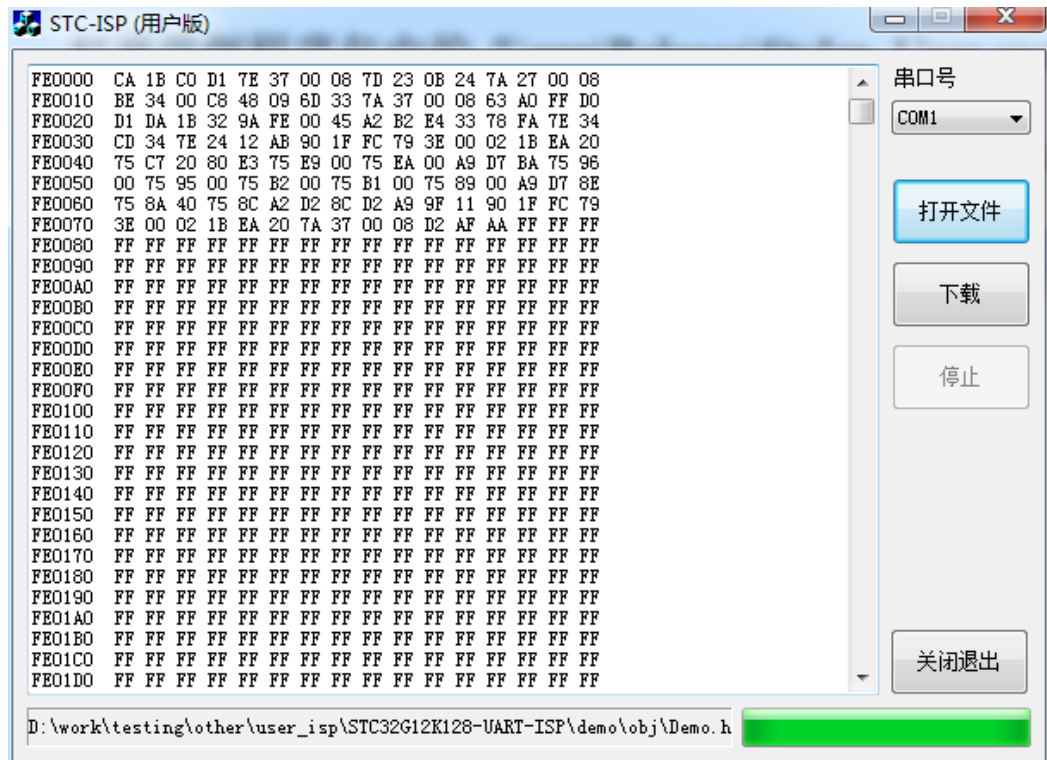 STC-ISP (用户版)
FE0000 CA 1B C0 D1 7E 37 00 08 7D 23 0B 24 7A 27 00 08
FE0010 BE 34 00 C8 48 09 6D 33 7A 37 00 08 63 A0 FF D0
FE0020 D1 DA 1B 32 9A FE 00 45 A2 B2 E4 33 78 FA 7E 34
FE0030 CD 34 7E 24 12 AB 90 1F FC 79 3E 00 02 1B EA 20
FE0040 75 C7 20 80 E3 75 E9 00 75 EA 00 A9 D7 BA 75 96
FE0050 00 75 95 00 75 B2 00 75 B1 00 75 89 00 A9 D7 8E
FE0060 75 8A 40 75 8C A2 D2 8C D2 A9 9F 11 90 1F FC 79
FE0070 3E 00 02 1B EA 20 7A 37 00 08 D2 AF AA FF FF FF
FE0080 FF FF FF FF FF FF FF FF FF FF FF FF FF FF FF FF
FE0090 FF FF FF FF FF FF FF FF FF FF FF FF FF FF FF FF
FE00A0 FF FF FF FF FF FF FF FF FF FF FF FF FF FF FF FF
FE00B0 FF FF FF FF FF FF FF FF FF FF FF FF FF FF FF FF
FE00C0 FF FF FF FF FF FF FF FF FF FF FF FF FF FF FF FF
FE00D0 FF FF FF FF FF FF FF FF FF FF FF FF FF FF FF FF
FE00E0 FF FF FF FF FF FF FF FF FF FF FF FF FF FF FF FF
FE00F0 FF FF FF FF FF FF FF FF FF FF FF FF FF FF FF FF
FE0100 FF FF FF FF FF FF FF FF FF FF FF FF FF FF FF FF
FE0110 FF FF FF FF FF FF FF FF FF FF FF FF FF FF FF FF
FE0120 FF FF FF FF FF FF FF FF FF FF FF FF FF FF FF FF
FE0130 FF FF FF FF FF FF FF FF FF FF FF FF FF FF FF FF
FE0140 FF FF FF FF FF FF FF FF FF FF FF FF FF FF FF FF
FE0150 FF FF FF FF FF FF FF FF FF FF FF FF FF FF FF FF
FE0160 FF FF FF FF FF FF FF FF FF FF FF FF FF FF FF FF
FE0170 FF FF FF FF FF FF FF FF FF FF FF FF FF FF FF FF
FE0180 FF FF FF FF FF FF FF FF FF FF FF FF FF FF FF FF
FE0190 FF FF FF FF FF FF FF FF FF FF FF FF FF FF FF FF
FE01A0 FF FF FF FF FF FF FF FF FF FF FF FF FF FF FF FF
FE01B0 FF FF FF FF FF FF FF FF FF FF FF FF FF FF FF FF
FE01C0 FF FF FF FF FF FF FF FF FF FF FF FF FF FF FF FF
FE01D0 FF FF FF FF FF FF FF FF FF FF FF FF FF FF FF FF
串口号
COM1
打开文件
下载
停止
关闭退出
D:\work\testing\other\user_isp\STC32G12K128-UART-ISP\demo\obj\Demo.h